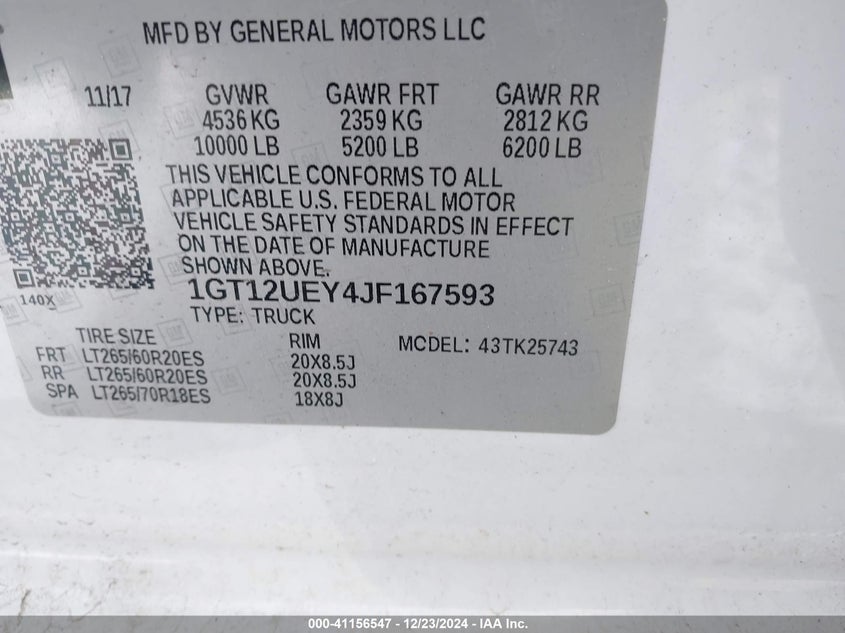 MFD BY GENERAL MOTORS LLC
11/17 GVWR GAWR FRT GAWR RR
4536 KG 2359 KG 2812 KG
10000 LB 5200 LB 6200 LB
THIS VEHICLE CONFORMS TO ALL
APPLICABLE U.S. FEDERAL MOTOR
VEHICLE SAFETY STANDARDS IN EFFECT
ON THE DATE OF MANUFACTURE
SHOWN ABOVE.
140X
1GT12UEY4JF167593
TYPE: TRUCK
TIRE SIZE RIM MCDEL: 43TK25743
FRT LT265/60R20ES 20X8.5J
RR LT265/60R20ES 20X8.5J
SPA LT265/70R18ES 18X8J
000-41156547 - 12/23/2024 - IAA Inc.